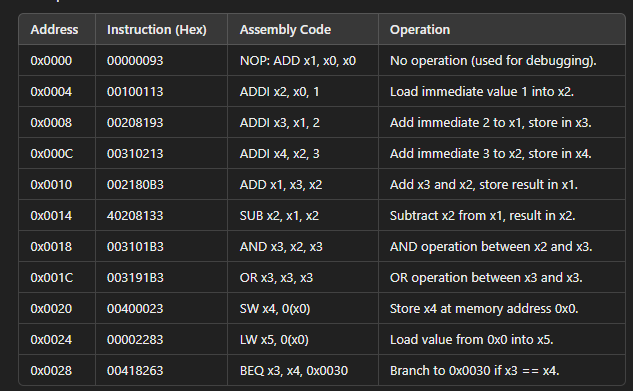 Address Instruction (Hex) Assembly Code Operation
0x0000 00000093 NOP: ADD x1, x0, x0 No operation (used for debugging).
0x0004 00100113 ADDI x2, x0, 1 Load immediate value 1 into x2.
0x0008 00208193 ADDI x3, x1, 2 Add immediate 2 to x1, store in x3.
0x000C 00310213 ADDI x4, x2, 3 Add immediate 3 to x2, store in x4.
0x0010 002180B3 ADD x1, x3, x2 Add x3 and x2, store result in x1.
0x0014 40208133 SUB x2, x1, x2 Subtract x2 from x1, result in x2.
0x0018 003101B3 AND x3, x2, x3 AND operation between x2 and x3.
0x001C 003191B3 OR x3, x3, x3 OR operation between x3 and x3.
0x0020 00400023 SW x4, 0(x0) Store x4 at memory address 0x0.
0x0024 00002283 LW x5, 0(x0) Load value from 0x0 into x5.
0x0028 00418263 BEQ x3, x4, 0x0030 Branch to 0x0030 if x3 == x4.